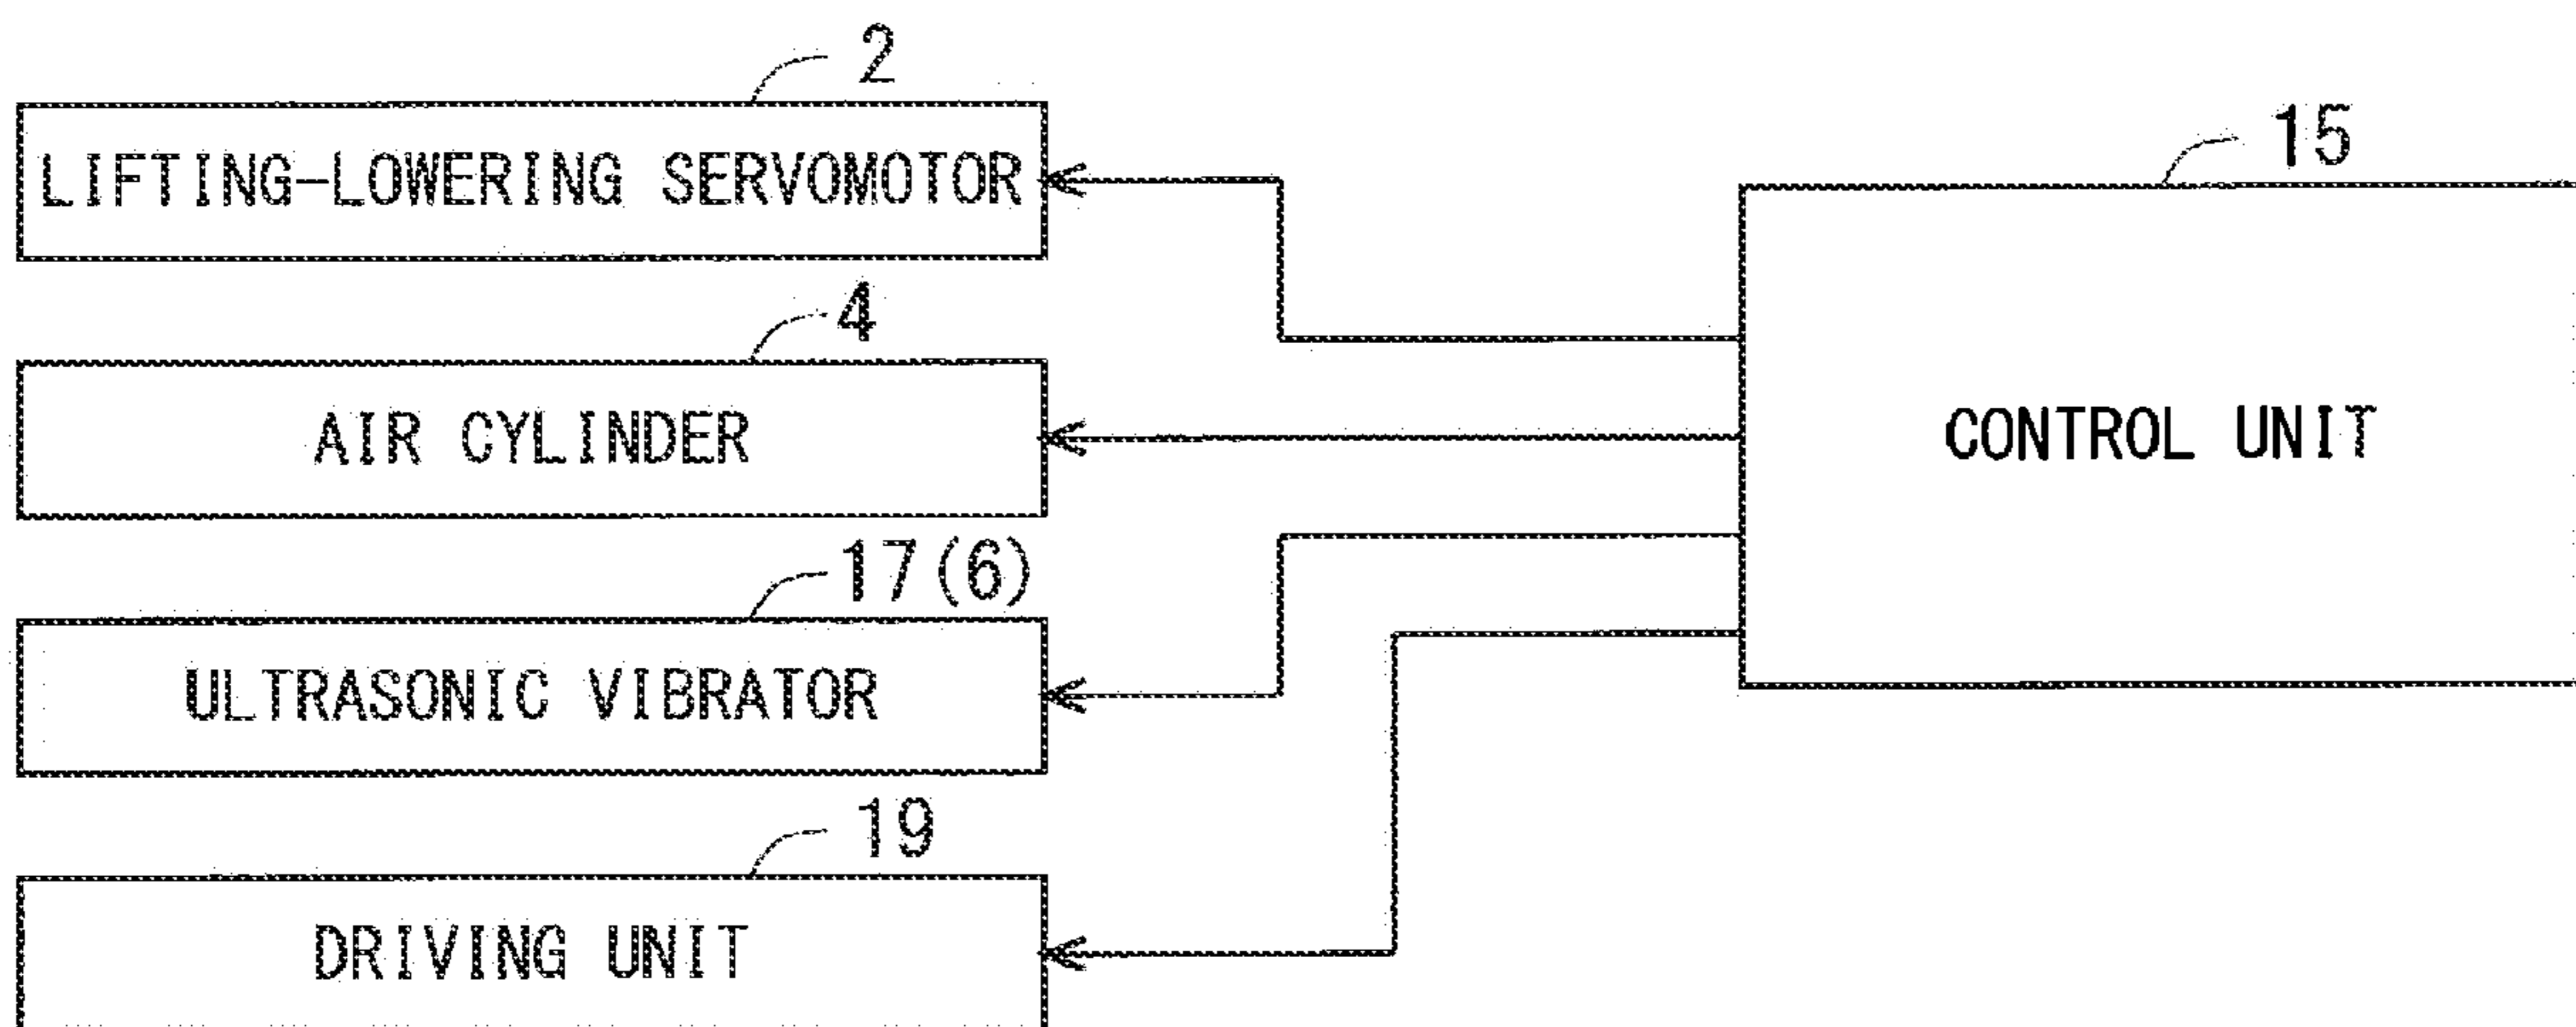 2
LIFTING-LOWERING SERVOMOTOR
15
4
AIR CYLINDER
CONTROL UNIT
17(6)
ULTRASONIC VIBRATOR
19
DRIVING UNIT